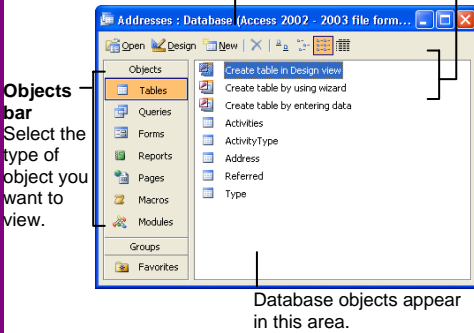 Addresses : Database (Access 2002 - 2003 file form...
Open Design New
Objects
Tables
Queries
Forms
Reports
Pages
Macros
Modules
Groups
Favorites
Create table in Design view
Create table by using wizard
Create table by entering data
Activities
ActivityType
Address
Referred
Type
Objects
bar
Select the
type of
object you
want to
view.
Database objects appear
in this area.